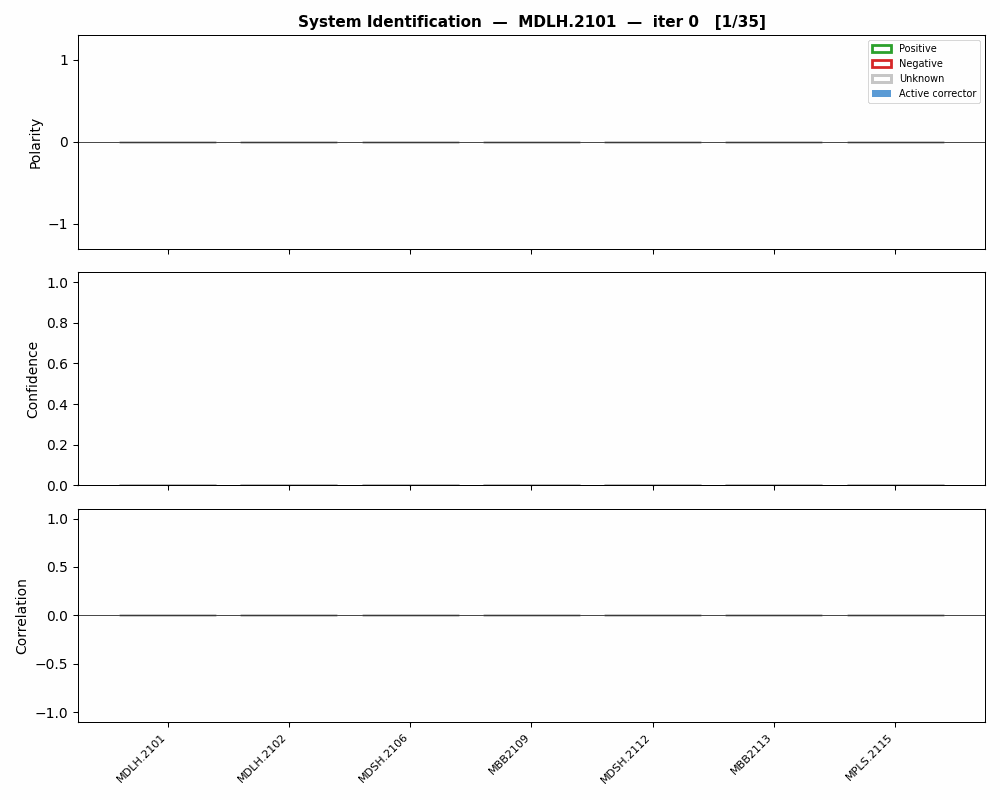 System Identification — MDLH.2101 — iter 0 [1/35]
Positive
Negative
Unknown
Active corrector
Polarity
1
0
−1
Confidence
1.0
0.8
0.6
0.4
0.2
0.0
Correlation
1.0
0.5
0.0
−0.5
−1.0
MDLH.2101
MDLH.2102
MDSH.2106
MBB2109
MDSH.2112
MBB2113
MPLS.2115